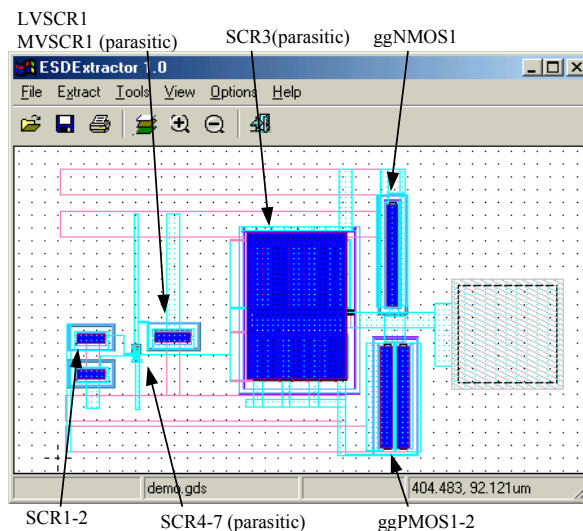 LVSCR1
MVSCR1 (parasitic)
SCR3(parasitic)
ggNMOS1
ESDExtractor 1.0
File Extract Tools View Options Help
demo.gds
404.483, 92.121um
SCR1-2
SCR4-7 (parasitic)
ggPMOS1-2